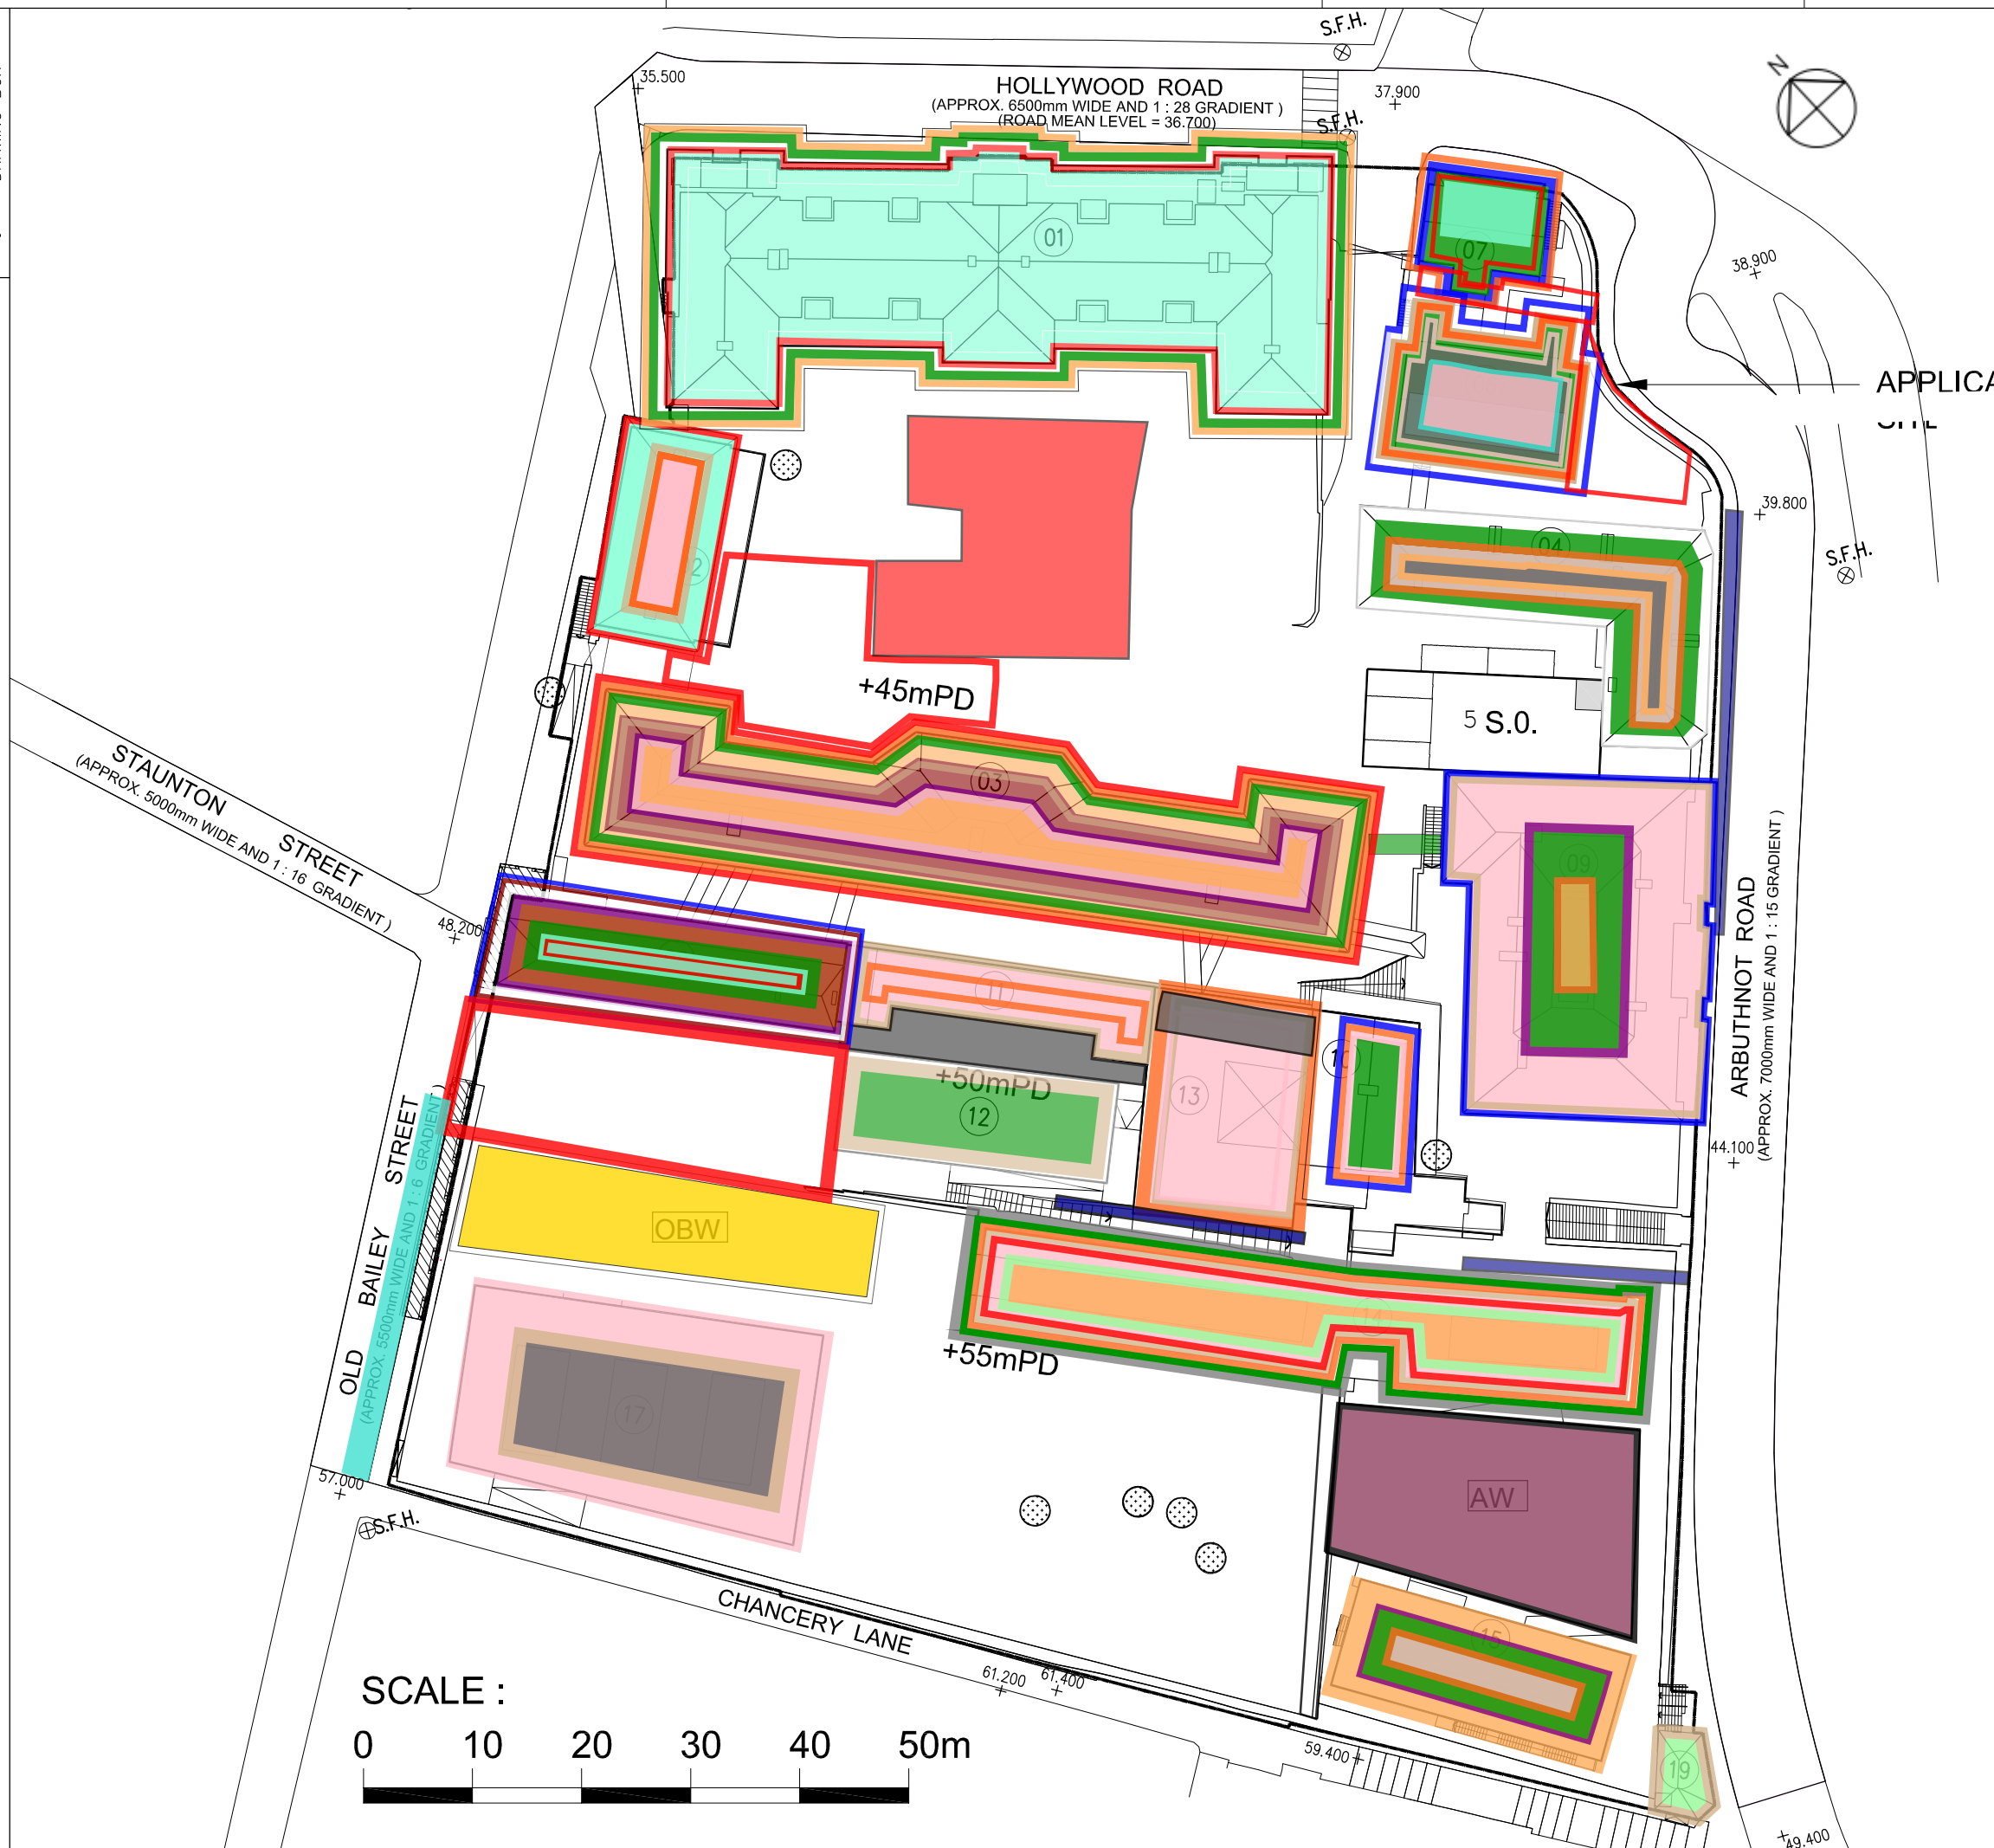 S.F.H.
N
35.500
HOLLYWOOD ROAD
(APPROX. 6500mm WIDE AND 1 : 28 GRADIENT )
(ROAD MEAN LEVEL = 36.700)
37.900
S.F.H.
01
07
38.900
APPLICA
39.800
S.F.H.
04
2
+45mPD
5 S.O.
03
STAUNTON STREET
(APPROX. 5000mm WIDE AND 1 : 16 GRADIENT )
48.200
09
11
+50mPD
12
13
ARBUTHNOT ROAD
(APPROX. 7000mm WIDE AND 1 : 15 GRADIENT )
44.100
OLD BAILEY STREET
(APPROX. 5500mm WIDE AND 1 : 6 GRADIENT )
OBW
14
+55mPD
17
57.000
S.F.H.
AW
CHANCERY LANE
15
61.200
61.400
59.400
19
49.400
SCALE :
0 10 20 30 40 50m